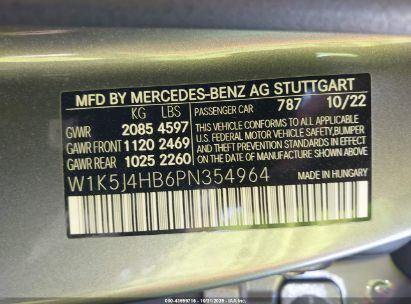 MFD BY MERCEDES-BENZ AG STUTTGART
KG LBS
GVWR 2085 4597
GAWR FRONT 1120 2469
GAWR REAR 1025 2260
PASSENGER CAR 787 10/22
THIS VEHICLE CONFORMS TO ALL APPLICABLE
U.S. FEDERAL MOTOR VEHICLE SAFETY, BUMPER
AND THEFT PREVENTION STANDARDS IN EFFECT
ON THE DATE OF MANUFACTURE SHOWN ABOVE.
W1K5J4HB6PN354964 MADE IN HUNGARY